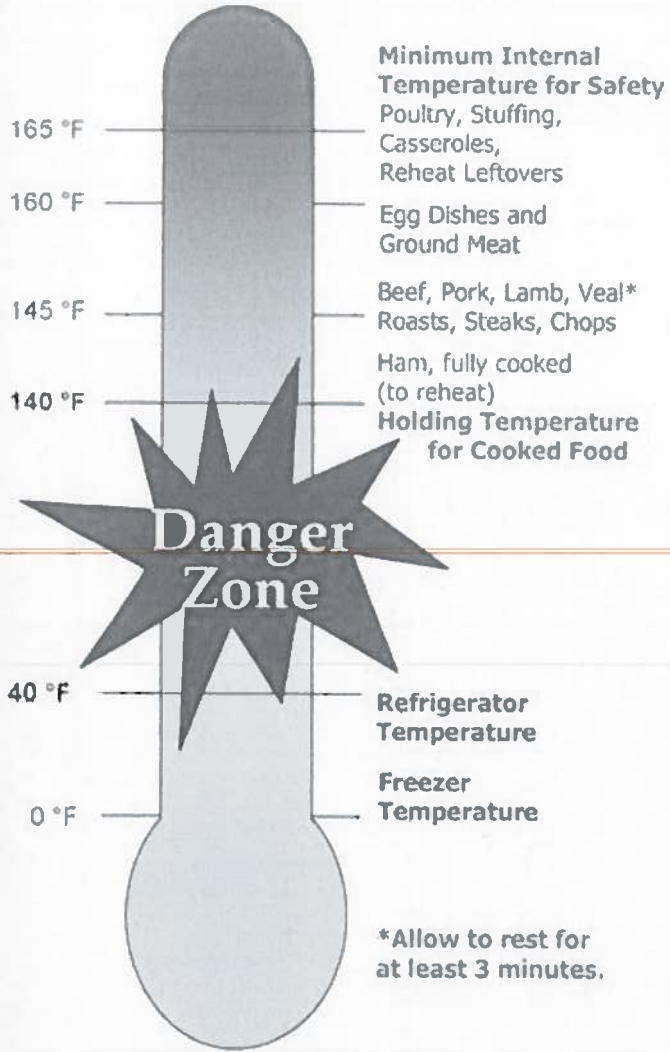 Minimum Internal
Temperature for Safety
165 °F
Poultry, Stuffing,
Casseroles,
Reheat Leftovers
160 °F
Egg Dishes and
Ground Meat
145 °F
Beef, Pork, Lamb, Veal*
Roasts, Steaks, Chops
140 °F
Ham, fully cooked
(to reheat)
Holding Temperature
for Cooked Food
Danger
Zone
40 °F
Refrigerator
Temperature
0 °F
Freezer
Temperature
*Allow to rest for
at least 3 minutes.